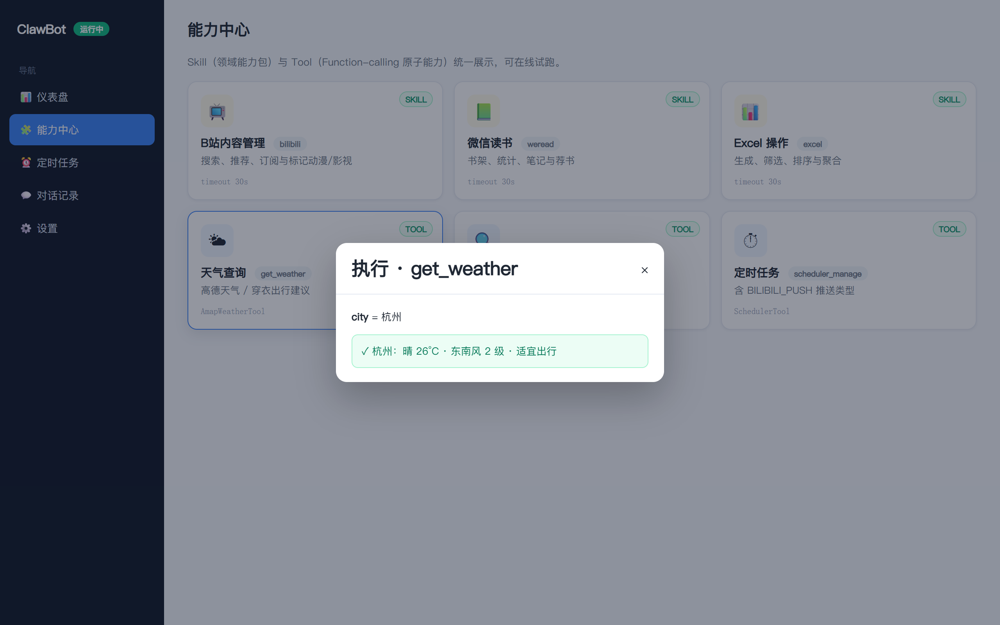 ClawBot 运行中
导航
仪表盘
能力中心
定时任务
对话记录
设置
能力中心
Skill（领域能力包）与 Tool（Function-calling 原子能力）统一展示，可在线试跑。
SKILL
B站内容管理 bilibili
搜索、推荐、订阅与标记动漫/影视
timeout 30s
SKILL
微信读书 weread
书架、统计、笔记与荐书
timeout 30s
SKILL
Excel 操作 excel
生成、筛选、排序与聚合
timeout 30s
TOOL
天气查询 get_weather
高德天气 / 穿衣出行建议
AmapWeatherTool
TOOL
TOOL
定时任务 scheduler_manage
含 BILIBILI_PUSH 推送类型
SchedulerTool
执行 · get_weather
×
city = 杭州
✓ 杭州：晴 26°C · 东南风 2 级 · 适宜出行